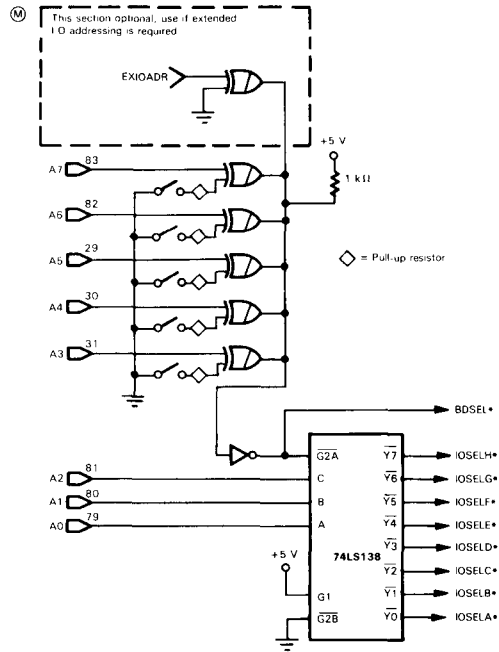 M
This section optional, use if extended
I O addressing is required
EXIOADR
+5 V
1 kΩ
A7 83
A6 82
A5 29
A4 30
A3 31
= Pull-up resistor
BDSEL*
G2A Y7 IOSELH*
A2 81 C Y6 IOSELG*
A1 80 B Y5 IOSELF*
A0 79 A Y4 IOSELE*
Y3 IOSELD*
+5 V 74LS138
Y2 IOSELC*
G1 Y1 IOSELB*
G2B Y0 IOSELA*